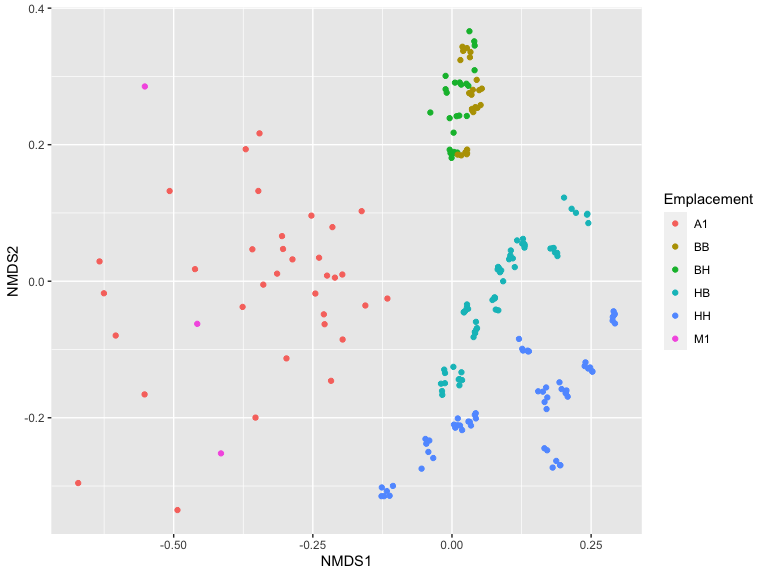 0.4
0.2
0.0
-0.2
NMDS2
-0.50
-0.25
0.00
0.25
NMDS1
Emplacement
A1
BB
BH
HB
HH
M1